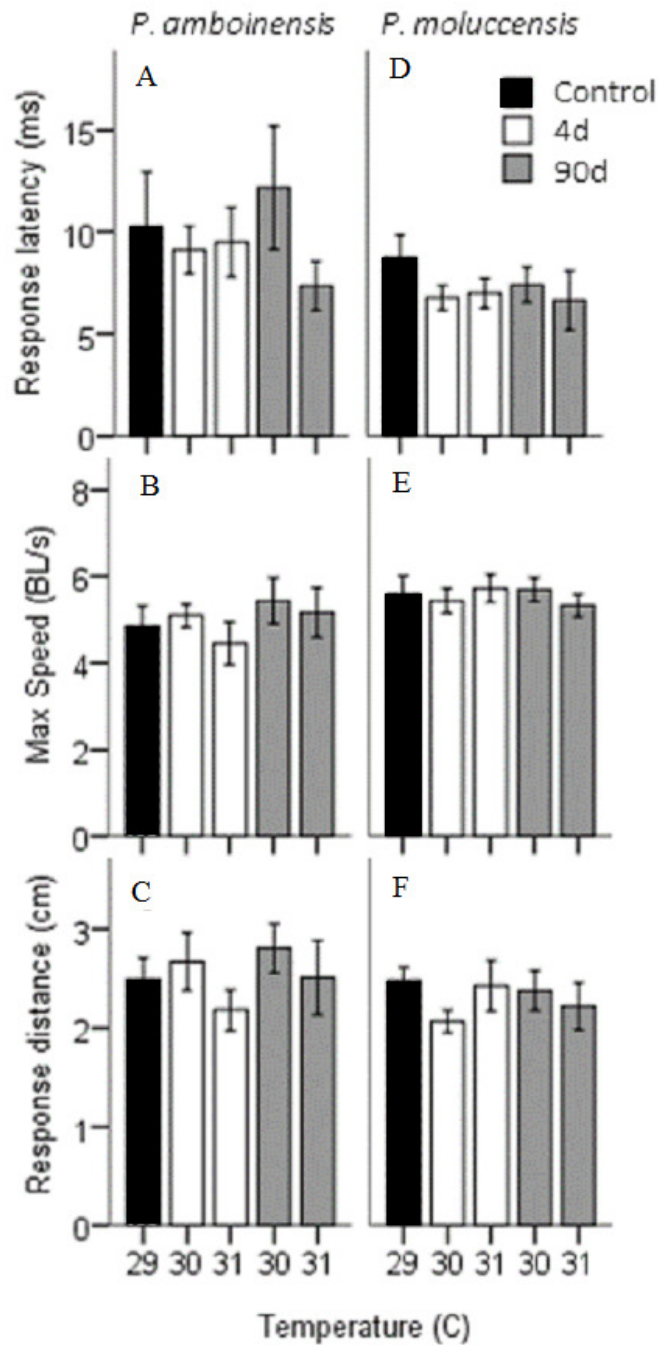 P. amboinensis P. moluccensis
A
D
Control
4d
90d
Response latency (ms)
15
10
5
0
B
E
Max Speed (BL/s)
8
6
4
2
0
C
F
Response distance (cm)
3
2
1
0
29 30 31 30 31 29 30 31 30 31
Temperature (C)